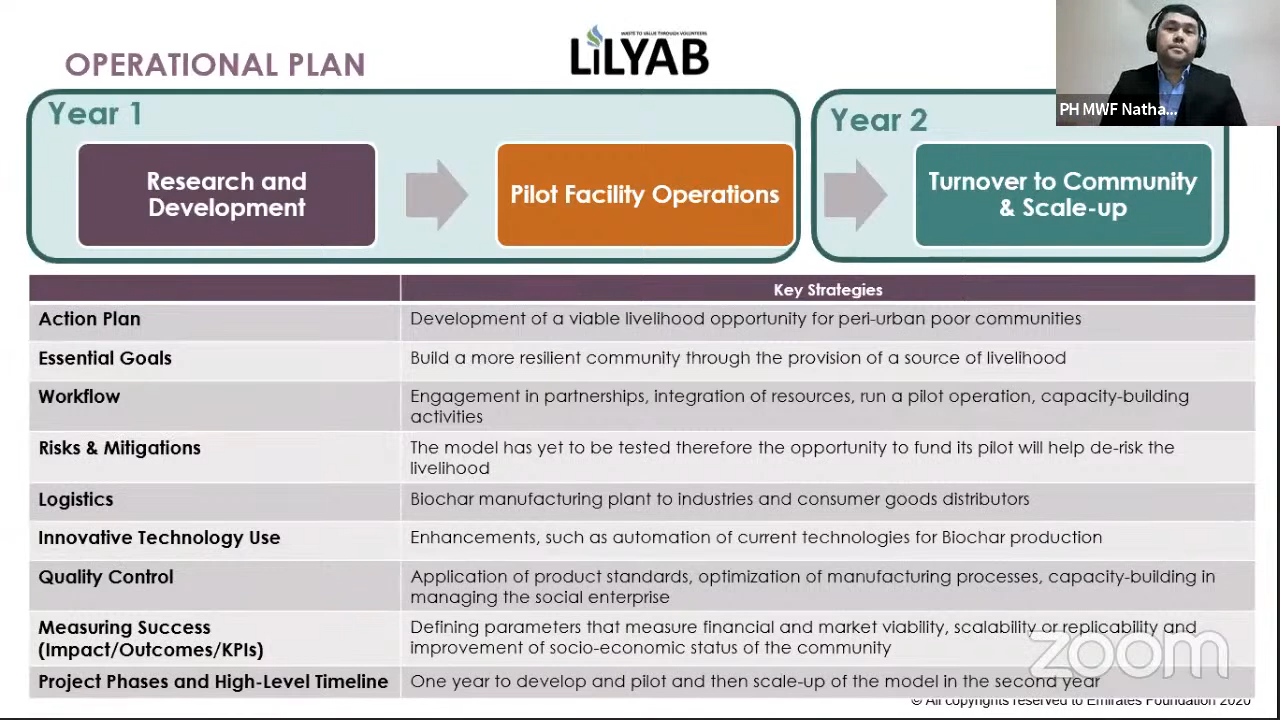 OPERATIONAL PLAN
WASTE TO VALUE THROUGH VOLUNTEERS
LiLYAB
PH MWF Natha...
Year 1
Research and
Development
Pilot Facility Operations
Year 2
Turnover to Community
& Scale-up
Key Strategies
Action Plan
Development of a viable livelihood opportunity for peri-urban poor communities
Essential Goals
Build a more resilient community through the provision of a source of livelihood
Workflow
Engagement in partnerships, integration of resources, run a pilot operation, capacity-building
activities
Risks & Mitigations
The model has yet to be tested therefore the opportunity to fund its pilot will help de-risk the
livelihood
Logistics
Biochar manufacturing plant to industries and consumer goods distributors
Innovative Technology Use
Enhancements, such as automation of current technologies for Biochar production
Quality Control
Application of product standards, optimization of manufacturing processes, capacity-building in
managing the social enterprise
Measuring Success
(Impact/Outcomes/KPIs)
Defining parameters that measure financial and market viability, scalability or replicability and
improvement of socio-economic status of the community
Project Phases and High-Level Timeline
One year to develop and pilot and then scale-up of the model in the second year
zoom
© All copyrights reserved to Emirates Foundation 2020